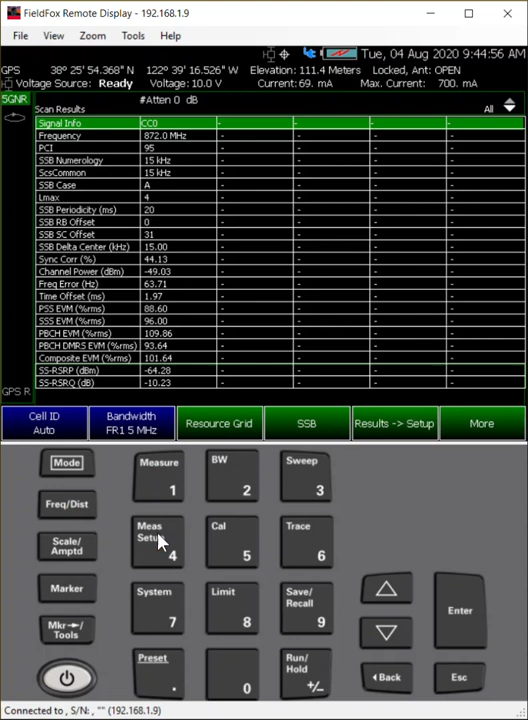 FieldFox Remote Display - 192.168.1.9
File View Zoom Tools Help
Tue, 04 Aug 2020 9:44:56 AM
GPS 38° 25' 54.368" N 122° 39' 16.526" W Elevation: 111.4 Meters Locked, Ant: OPEN
Voltage Source: Ready Voltage: 10.0 V Current: 69. mA Max. Current: 700. mA
5GNR #Atten 0 dB
Scan Results All
Signal Info CC0 - - - -
Frequency 872.0 MHz - - - -
PCI 95 - - - -
SSB Numerology 15 kHz - - - -
ScsCommon 15 kHz - - - -
SSB Case A - - - -
Lmax 4 - - - -
SSB Periodicity (ms) 20 - - - -
SSB RB Offset 0 - - - -
SSB SC Offset 31 - - - -
SSB Delta Center (kHz) 15.00 - - - -
Sync Corr (%) 44.13 - - - -
Channel Power (dBm) -49.03 - - - -
Freq Error (Hz) 63.71 - - - -
Time Offset (ms) 1.97 - - - -
PSS EVM (%rms) 88.60 - - - -
SSS EVM (%rms) 96.00 - - - -
PBCH EVM (%rms) 109.86 - - - -
PBCH DMRS EVM (%rms) 93.64 - - - -
Composite EVM (%rms) 101.64 - - - -
SS-RSRP (dBm) -64.28 - - - -
SS-RSRQ (dB) -10.23 - - - -
GPS R
Cell ID
Auto
Bandwidth
FR1 5 MHz
Resource Grid
SSB
Results -> Setup
More
Mode
Measure
1
BW
2
Sweep
3
Freq/Dist
Scale/
Amptd
Meas
Setup
4
Cal
5
Trace
6
Marker
System
7
Limit
8
Save/
Recall
9
Enter
Mkr→/
Tools
Preset
.
0
Run/
Hold
+/-
Back
Esc
Connected to , S/N: , "" (192.168.1.9)